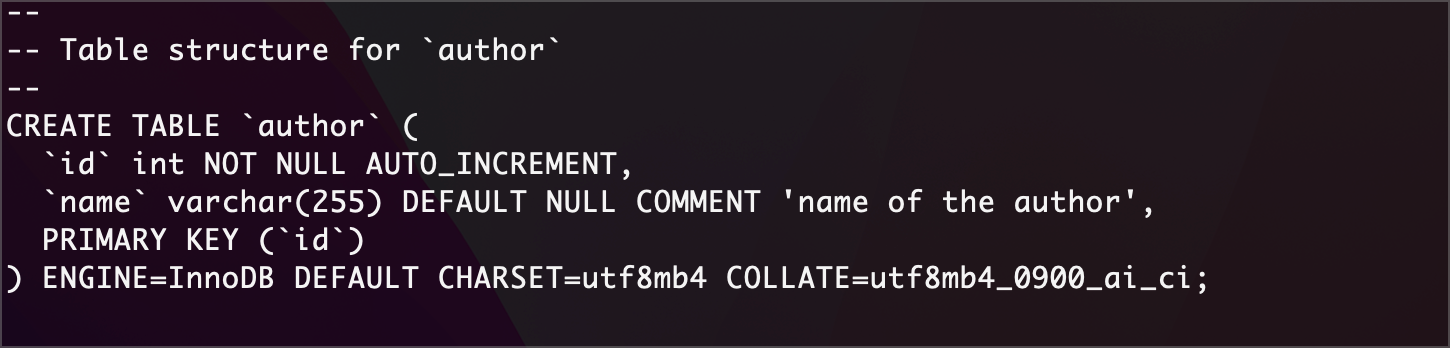 --
-- Table structure for `author`
--
CREATE TABLE `author` (
  `id` int NOT NULL AUTO_INCREMENT,
  `name` varchar(255) DEFAULT NULL COMMENT 'name of the author',
  PRIMARY KEY (`id`)
) ENGINE=InnoDB DEFAULT CHARSET=utf8mb4 COLLATE=utf8mb4_0900_ai_ci;